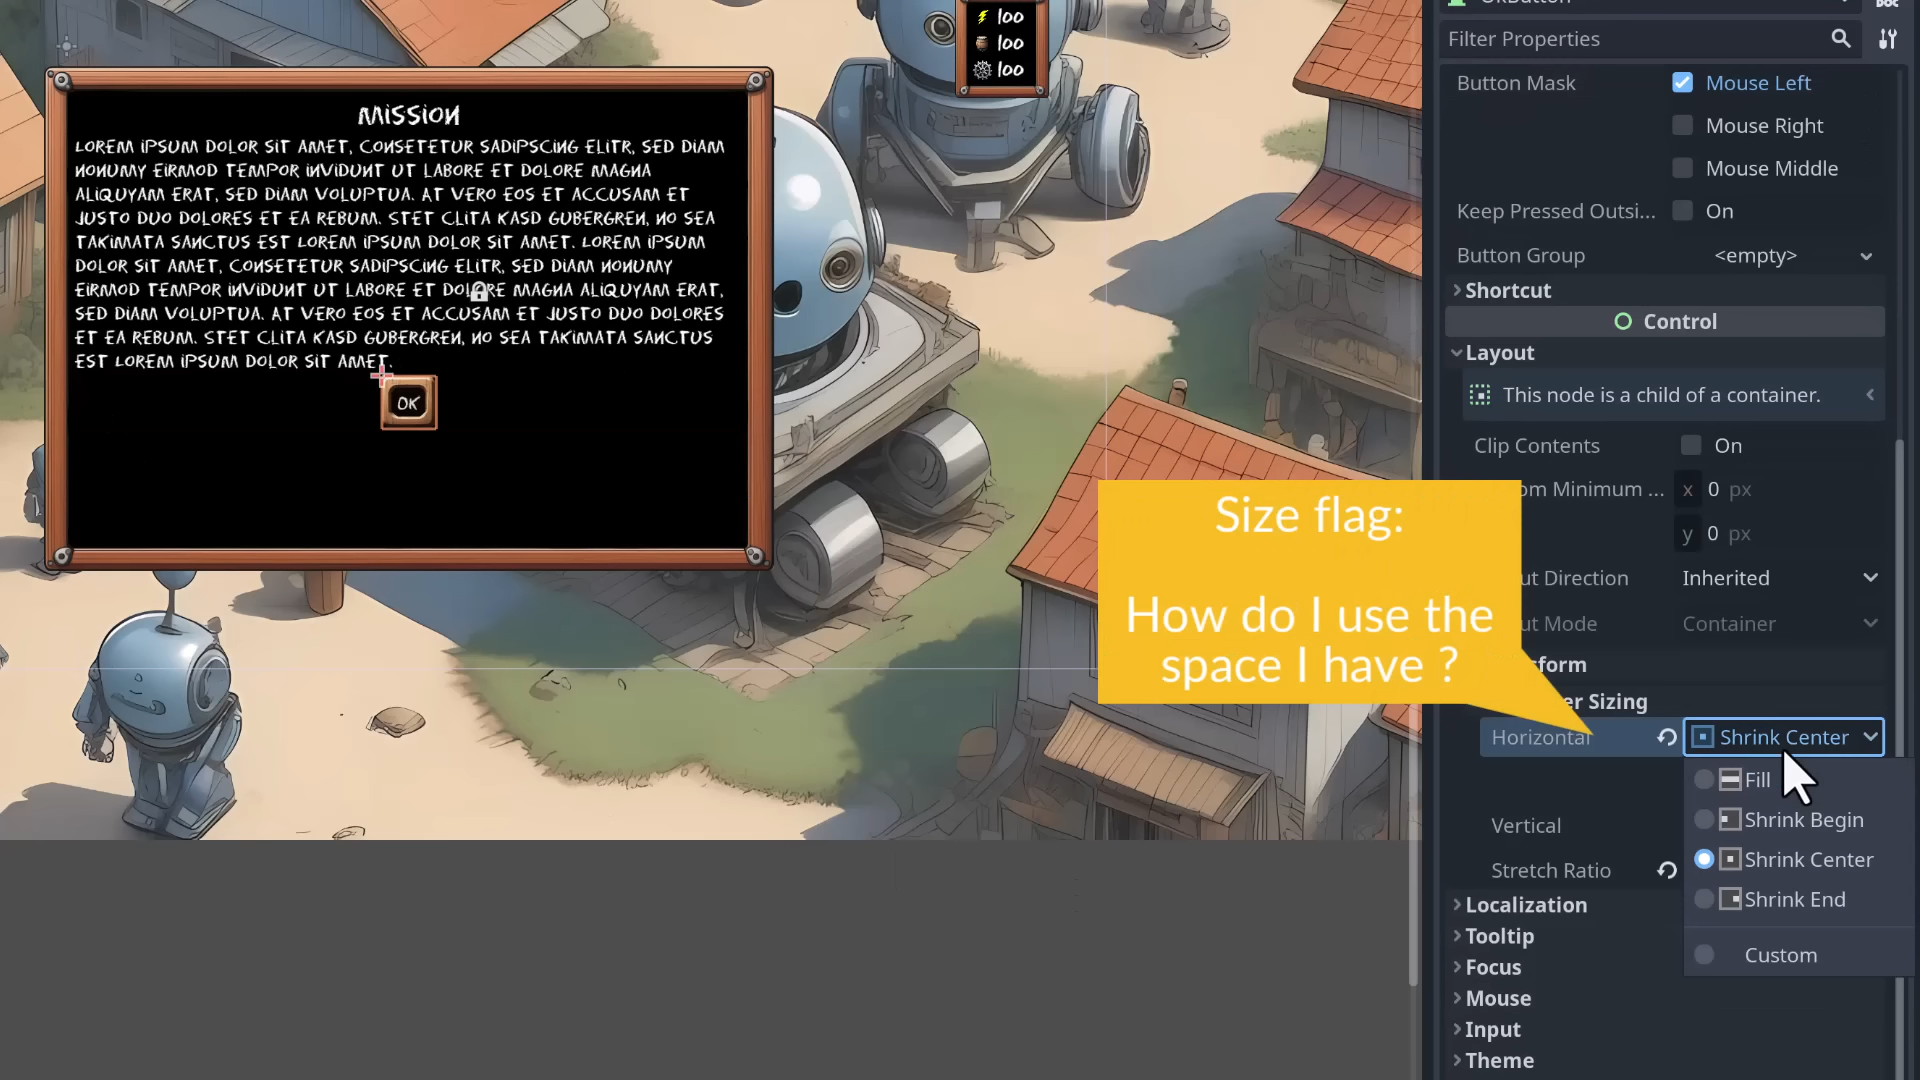 100
100
100
MISSION
LOREM IPSUM DOLOR SIT AMET, CONSETETUR SADIPSCING ELITR, SED DIAM
NONUMY EIRMOD TEMPOR INVIDUNT UT LABORE ET DOLORE MAGNA
ALIQUYAM ERAT, SED DIAM VOLUPTUA. AT VERO EOS ET ACCUSAM ET
JUSTO DUO DOLORES ET EA REBUM. STET CLITA KASD GUBERGREN, NO SEA
TAKIMATA SANCTUS EST LOREM IPSUM DOLOR SIT AMET. LOREM IPSUM
DOLOR SIT AMET, CONSETETUR SADIPSCING ELITR, SED DIAM NONUMY
EIRMOD TEMPOR INVIDUNT UT LABORE ET DOLORE MAGNA ALIQUYAM ERAT,
SED DIAM VOLUPTUA. AT VERO EOS ET ACCUSAM ET JUSTO DUO DOLORES
ET EA REBUM. STET CLITA KASD GUBERGREN, NO SEA TAKIMATA SANCTUS
EST LOREM IPSUM DOLOR SIT AMET.
OK
Size flag:
How do I use the
space I have ?
DOC
Filter Properties
Button Mask Mouse Left
Mouse Right
Mouse Middle
Keep Pressed Outsi... On
Button Group <empty>
Shortcut
Control
Layout
This node is a child of a container.
Clip Contents On
Minimum ... x 0 px
y 0 px
Direction Inherited
Mode Container
Sizing
Horizontal Shrink Center
Fill
Shrink Begin
Vertical
Shrink Center
Stretch Ratio
Shrink End
Localization
Tooltip
Custom
Focus
Mouse
Input
Theme